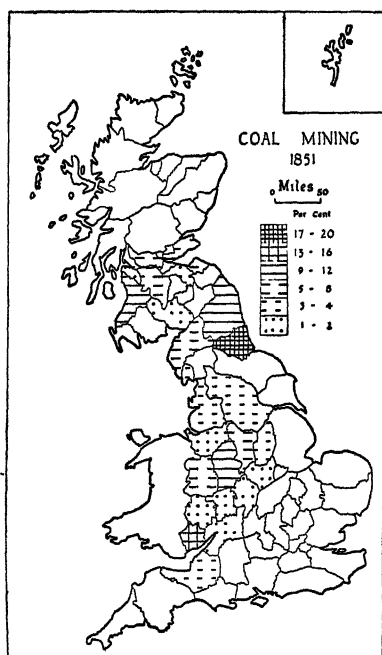 COAL MINING
1851
0 Miles 50
Per Cent
17 - 20
13 - 16
9 - 12
5 - 8
3 - 4
1 - 2